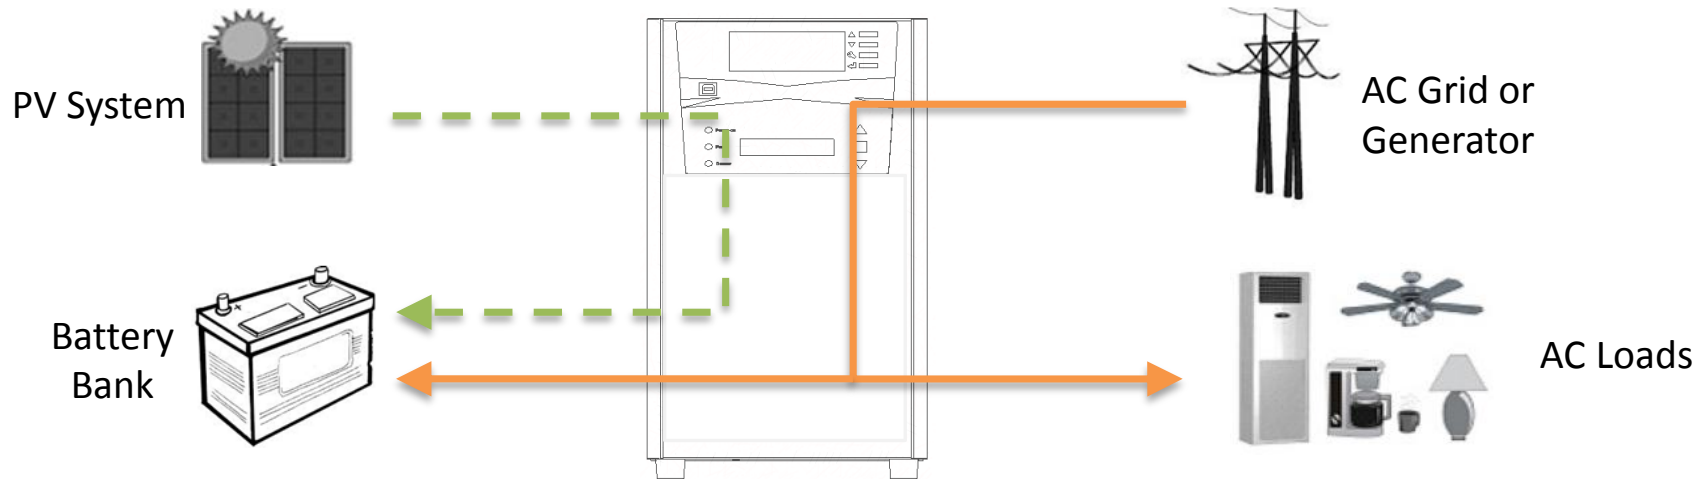 PV System
AC Grid or
Generator
Battery
Bank
AC Loads